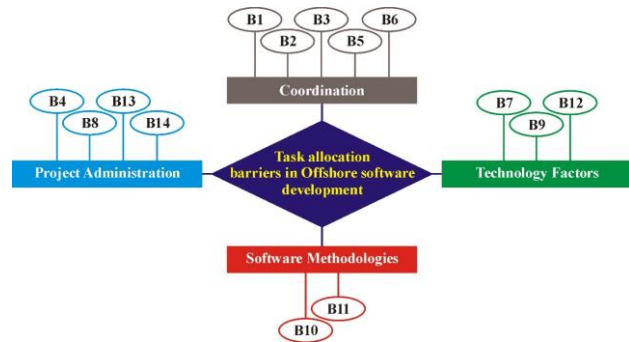 B1
B3
B6
B2
B5
Coordination
B4
B13
B8
B14
Project Administration
Task allocation
barriers in Offshore software
development
B7
B12
B9
Technology Factors
Software Methodologies
B11
B10